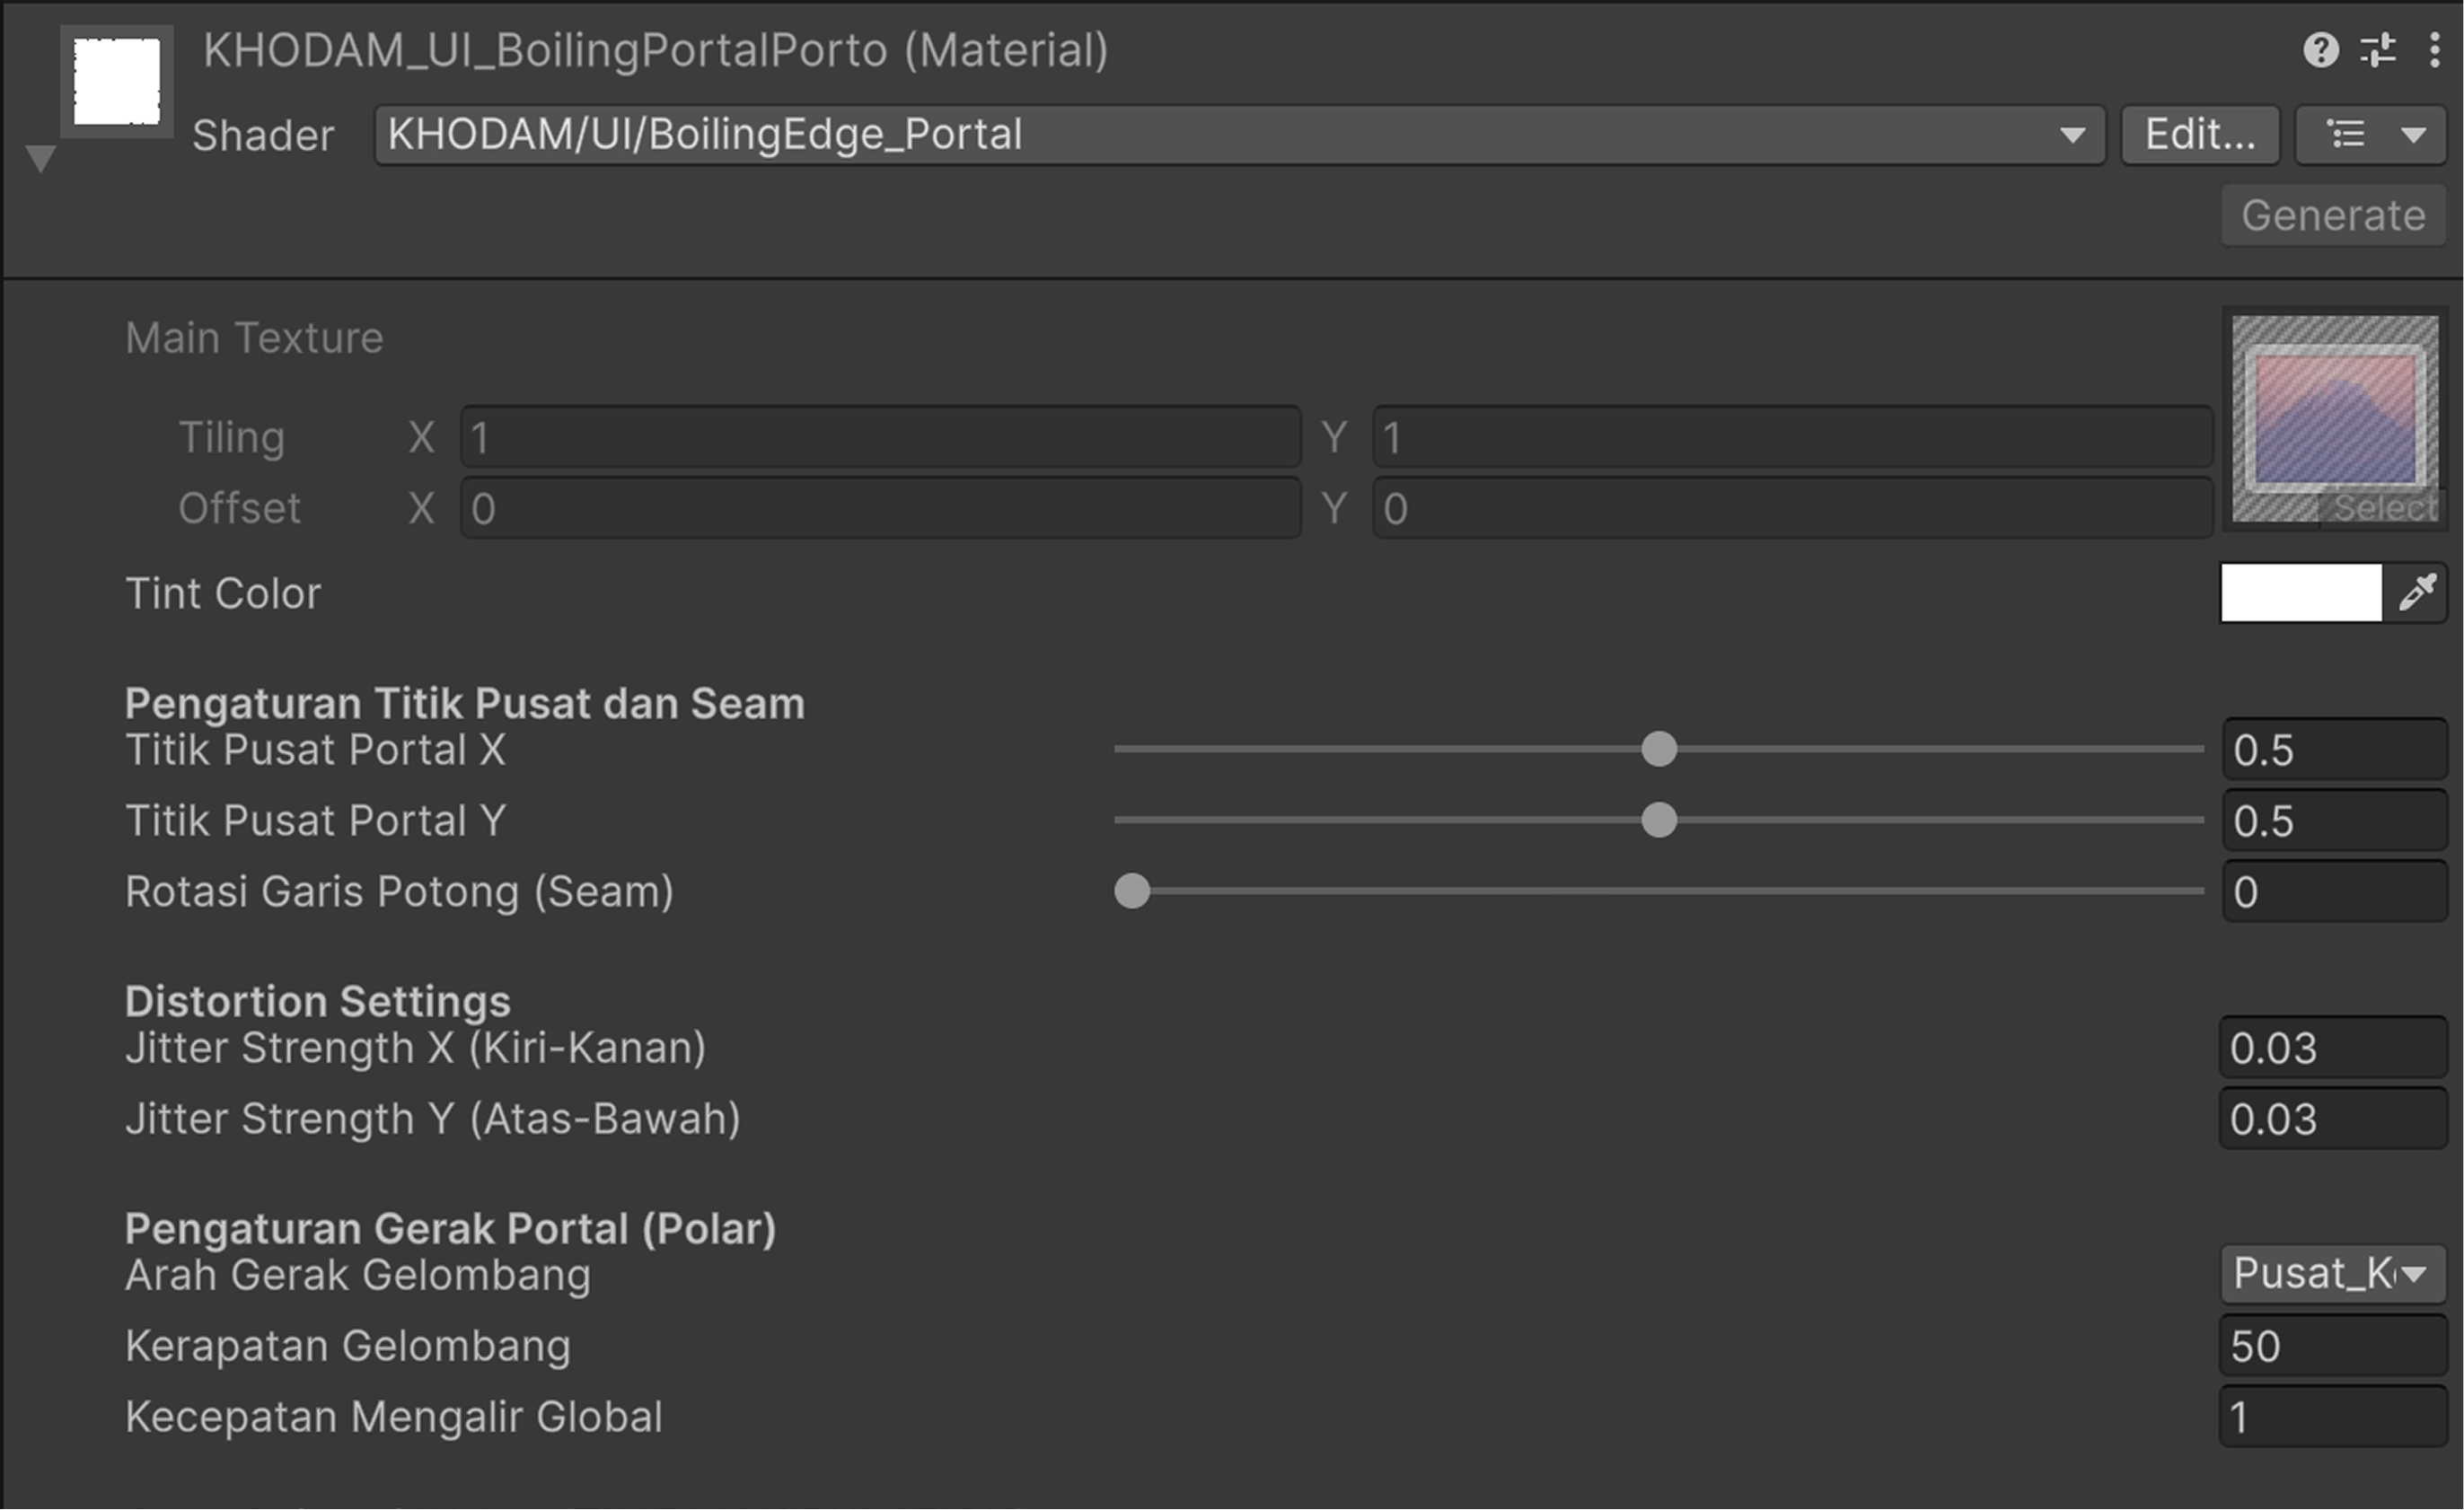 KHODAM_UI_BoilingPortalPorto (Material)
Shader KHODAM/UI/BoilingEdge_Portal Edit...
Generate
Main Texture
Tiling X 1 Y 1
Offset X 0 Y 0
Select
Tint Color
Pengaturan Titik Pusat dan Seam
Titik Pusat Portal X 0.5
Titik Pusat Portal Y 0.5
Rotasi Garis Potong (Seam) 0
Distortion Settings
Jitter Strength X (Kiri-Kanan) 0.03
Jitter Strength Y (Atas-Bawah) 0.03
Pengaturan Gerak Portal (Polar)
Arah Gerak Gelombang
Kerapatan Gelombang 50
Kecepatan Mengalir Global 1